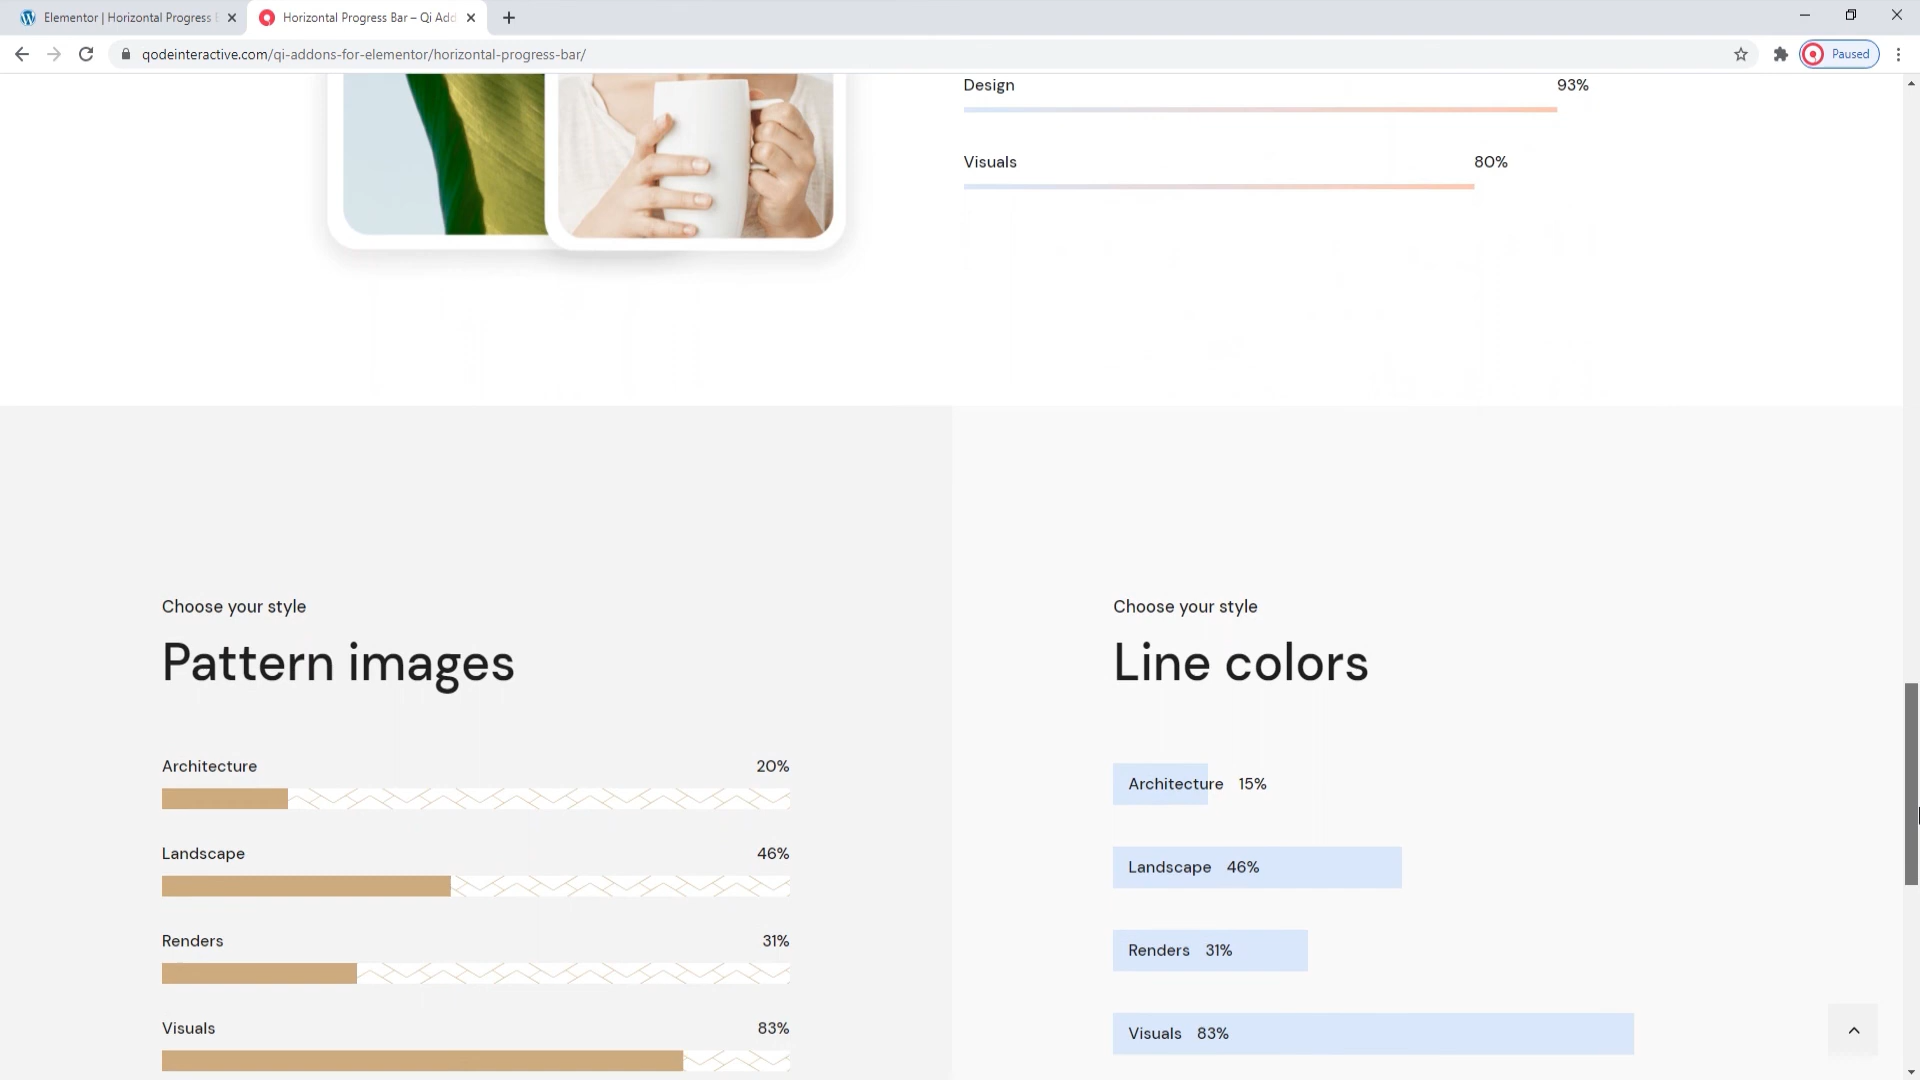 Elementor | Horizontal Progress
Horizontal Progress Bar – Qi Add
qodeinteractive.com/qi-addons-for-elementor/horizontal-progress-bar/
Paused
Design 93%
Visuals 80%
Choose your style
Pattern images
Architecture 20%
Landscape 46%
Renders 31%
Visuals 83%
Choose your style
Line colors
Architecture 15%
Landscape 46%
Renders 31%
Visuals 83%